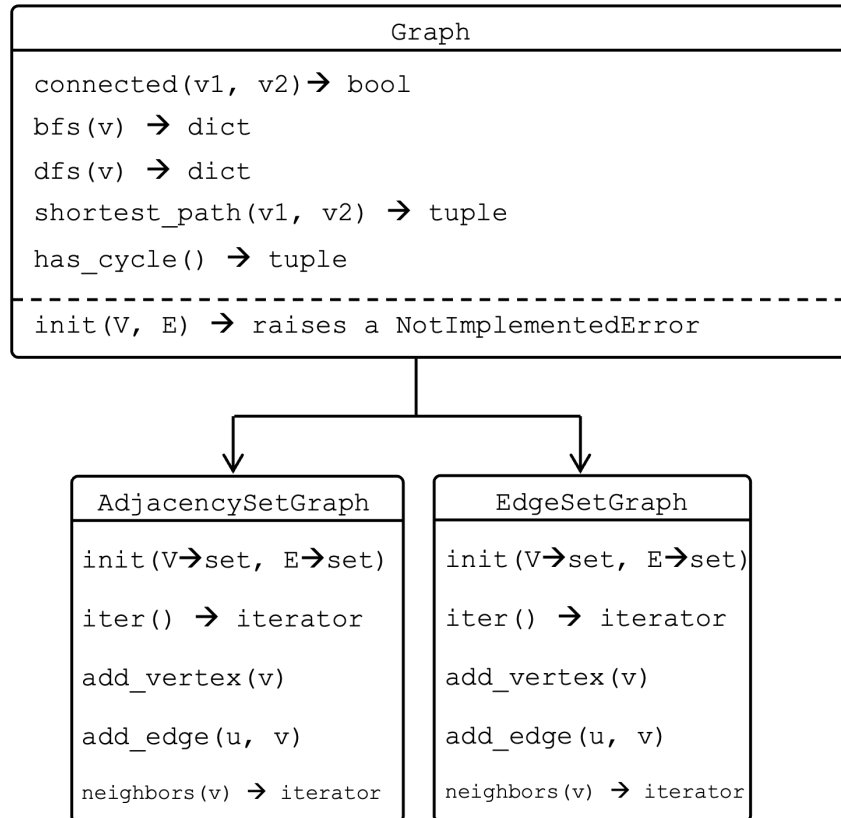 Graph
connected(v1, v2)→ bool
bfs(v) → dict
dfs(v) → dict
shortest_path(v1, v2) → tuple
has_cycle() → tuple
init(V, E) → raises a NotImplementedError
AdjacencySetGraph
init(V→set, E→set)
iter() → iterator
add_vertex(v)
add_edge(u, v)
neighbors(v) → iterator
EdgeSetGraph
init(V→set, E→set)
iter() → iterator
add_vertex(v)
add_edge(u, v)
neighbors(v) → iterator